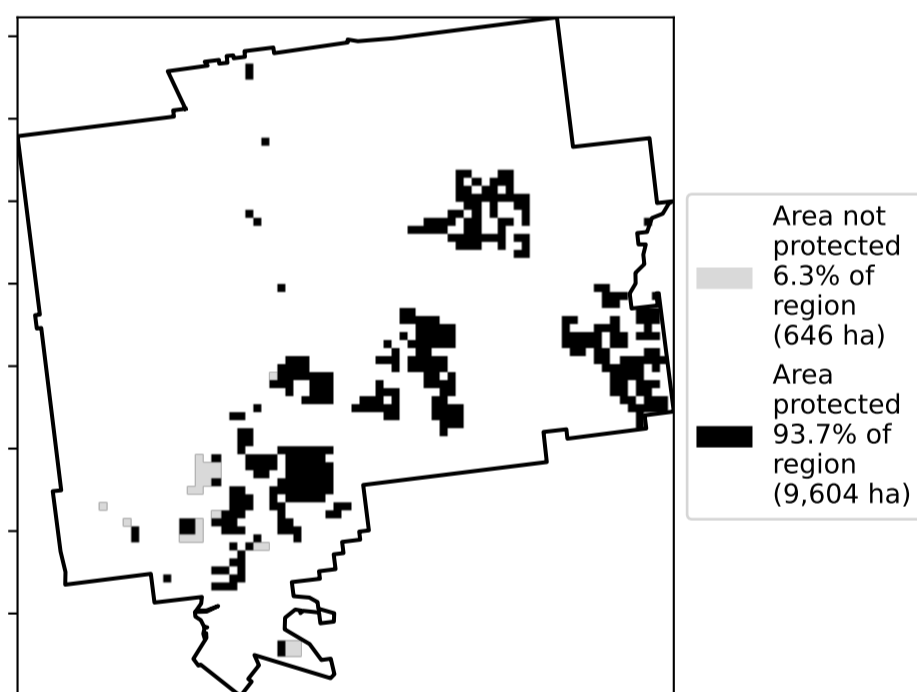 Area not
protected
6.3% of
region
(646 ha)
Area
protected
93.7% of
region
(9,604 ha)